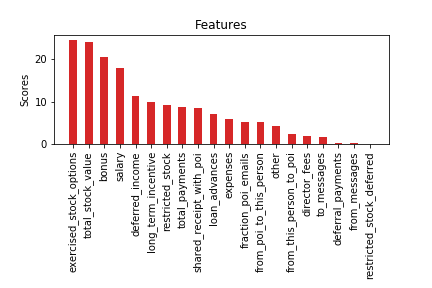 Features
Scores
20
10
0
exercised_stock_options
total_stock_value
bonus
salary
deferred_income
long_term_incentive
restricted_stock
total_payments
shared_receipt_with_poi
loan_advances
expenses
fraction_poi_emails
from_poi_to_this_person
other
from_this_person_to_poi
director_fees
to_messages
deferral_payments
from_messages
restricted_stock_deferred